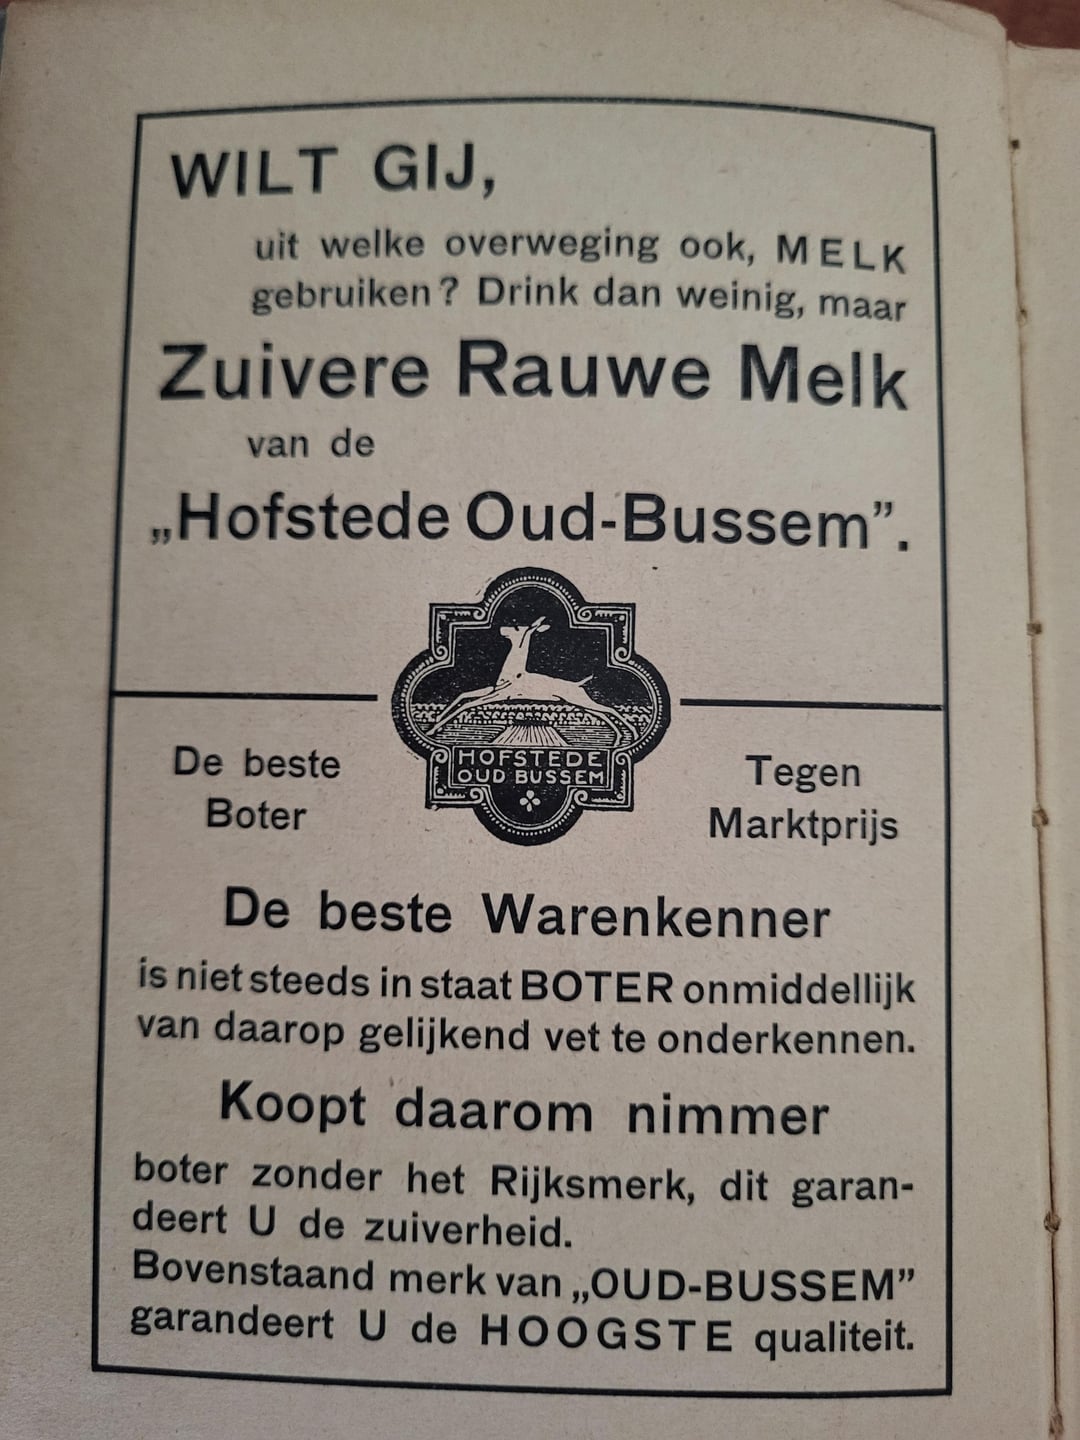 WILT GIJ,
uit welke overweging ook, MELK
gebruiken? Drink dan weinig, maar
Zuivere Rauwe Melk
van de
„Hofstede Oud-Bussem”.
HOFSTEDE
OUD BUSSEM
De beste
Boter
Tegen
Marktprijs
De beste Warenkenner
is niet steeds in staat BOTER onmiddellijk
van daarop gelijkend vet te onderkennen.
Koopt daarom nimmer
boter zonder het Rijksmerk, dit garan-
deert U de zuiverheid.
Bovenstaand merk van „OUD-BUSSEM”
garandeert U de HOOGSTE qualiteit.